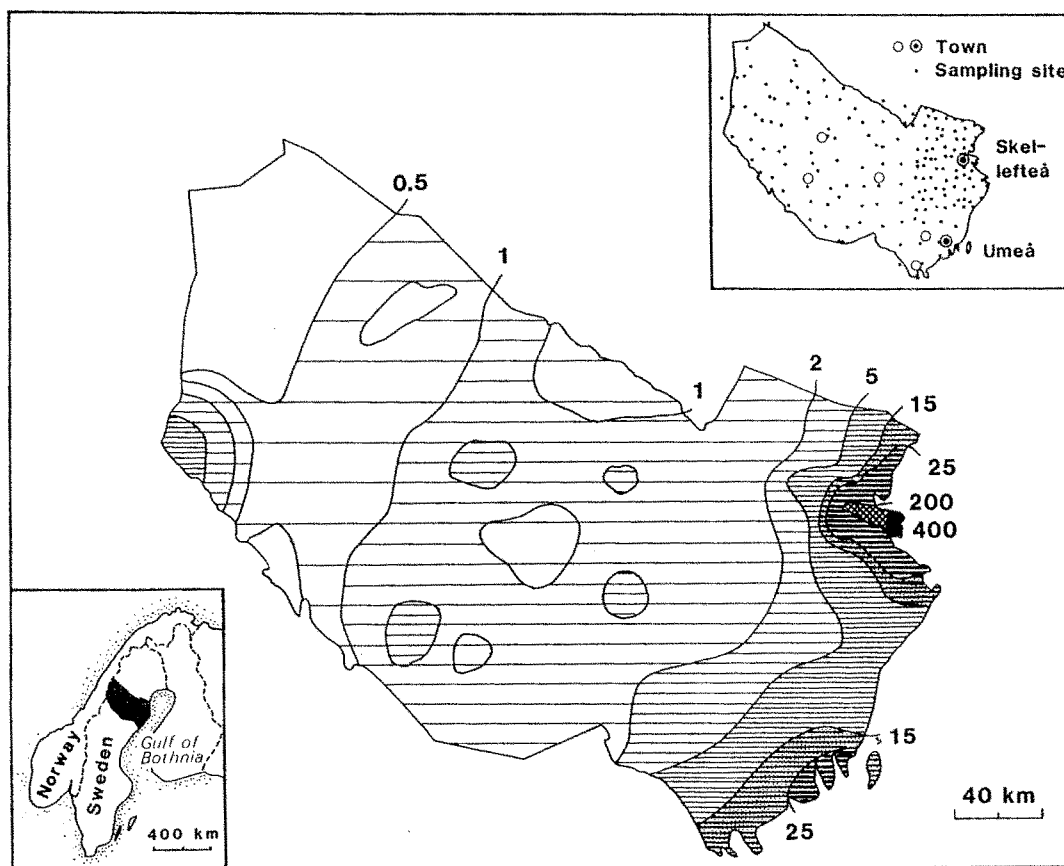 Town
Sampling site
Skel-
lefteå
Umeå
0.5
1
1
2
5
15
25
200
400
15
25
40 km
Norway
Sweden
Gulf of
Bothnia
400 km